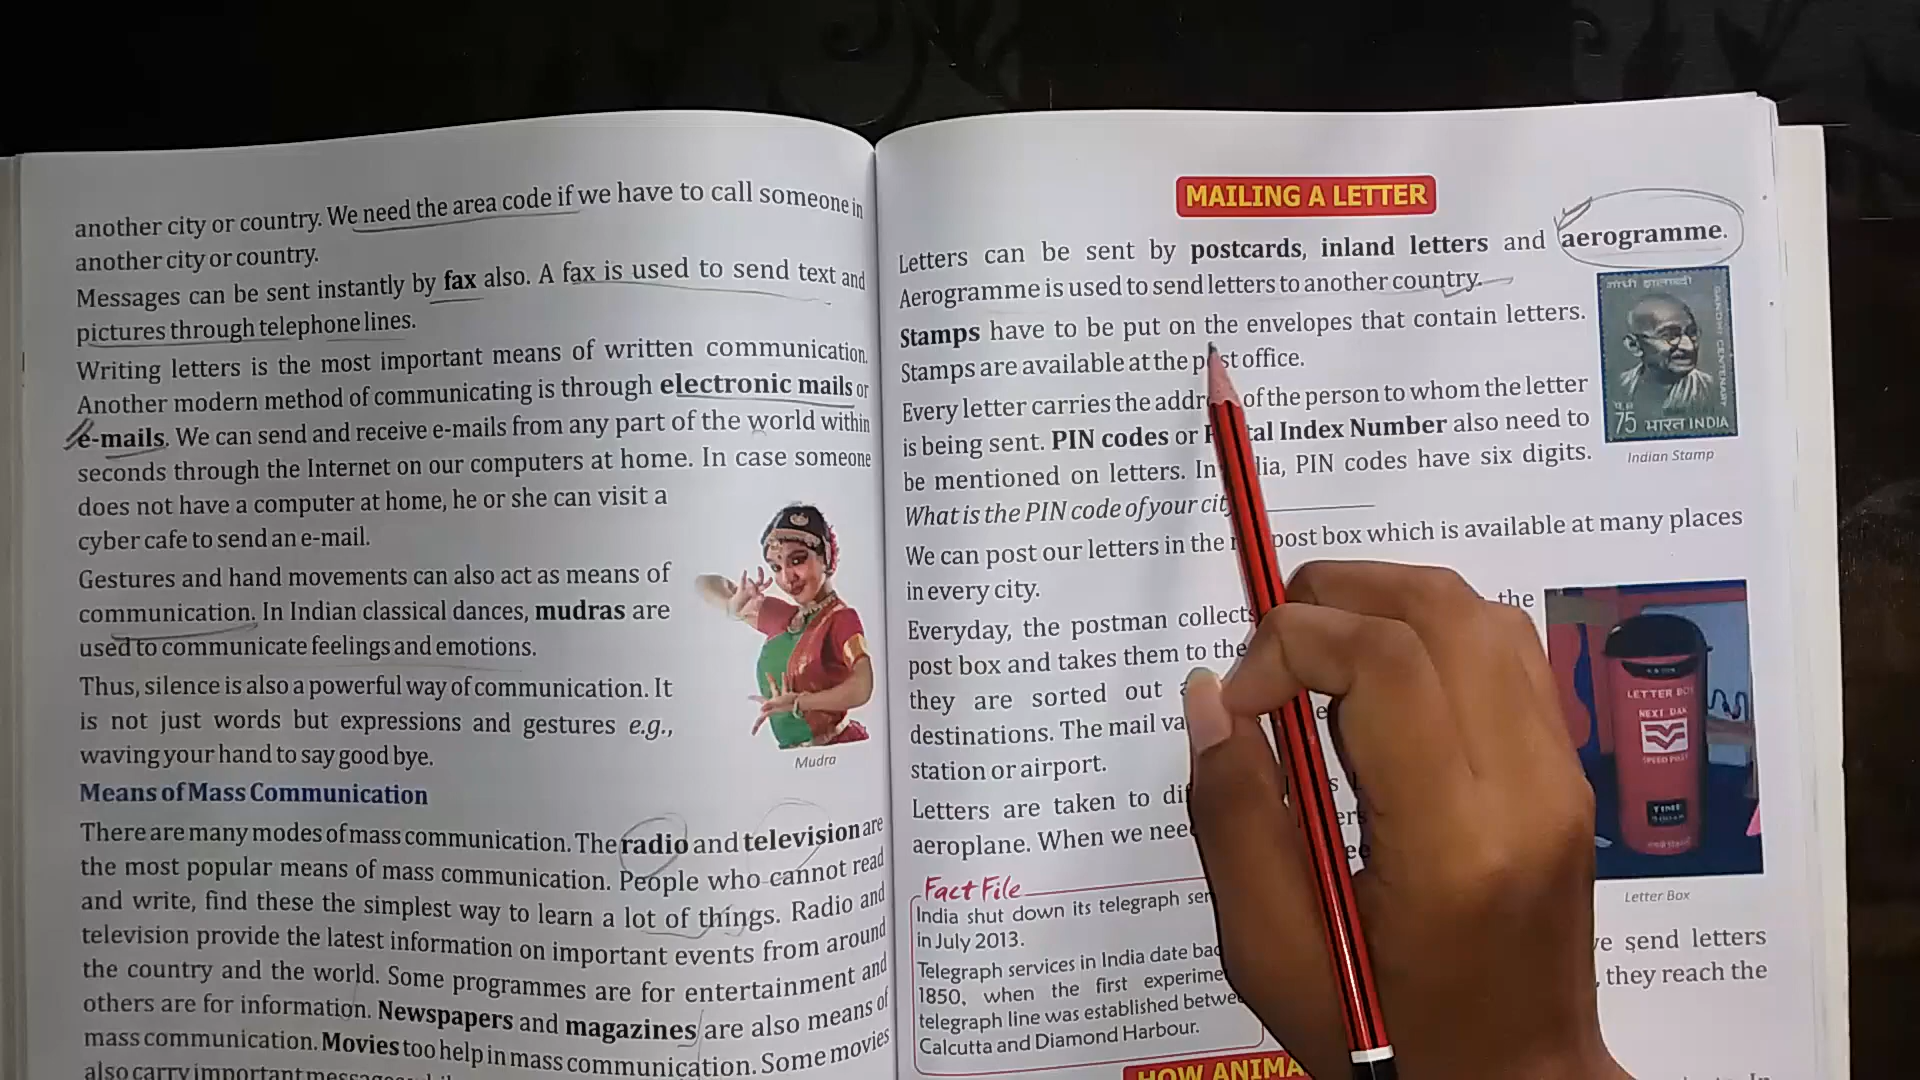 another city or country. We need the area code if we have to call someone in
another city or country.
Messages can be sent instantly by fax also. A fax is used to send text and
pictures through telephone lines.
Writing letters is the most important means of written communication.
Another modern method of communicating is through electronic mails or
e-mails. We can send and receive e-mails from any part of the world within
seconds through the Internet on our computers at home. In case someone
does not have a computer at home, he or she can visit a
cyber cafe to send an e-mail.
Gestures and hand movements can also act as means of
communication. In Indian classical dances, mudras are
used to communicate feelings and emotions.
Thus, silence is also a powerful way of communication. It
is not just words but expressions and gestures e.g.,
waving your hand to say good bye.
Mudra
Means of Mass Communication
There are many modes of mass communication. The radio and television are
the most popular means of mass communication. People who cannot read
and write, find these the simplest way to learn a lot of things. Radio and
television provide the latest information on important events from around
the country and the world. Some programmes are for entertainment and
others are for information. Newspapers and magazines are also means of
mass communication. Movies too help in mass communication. Some movies
also carry important
MAILING A LETTER
Letters can be sent by postcards, inland letters and aerogramme.
Aerogramme is used to send letters to another country.
Stamps have to be put on the envelopes that contain letters.
Stamps are available at the post office.
Every letter carries the of the person to whom the letter
is being sent. PIN codes or Index Number also need to
be mentioned on letters. PIN codes have six digits.
What is the PIN code of your
गांधी शताब्दी
GANDHI CENTENARY
75 भारत INDIA
Indian Stamp
We can post our letters in the post box which is available at many places
in every city.
Everyday, the postman collects the
post box and takes them to the
they are sorted out
destinations. The mail
station or airport.
Letters are taken to
aeroplane. When we
LETTER BOX
NEXT DAY
SPEED POST
Letter Box
send letters
, they reach the
Fact File
India shut down its telegraph
in July 2013.
Telegraph services in India date
1850, when the first
telegraph line was established
Calcutta and Diamond Harbour.
HOW